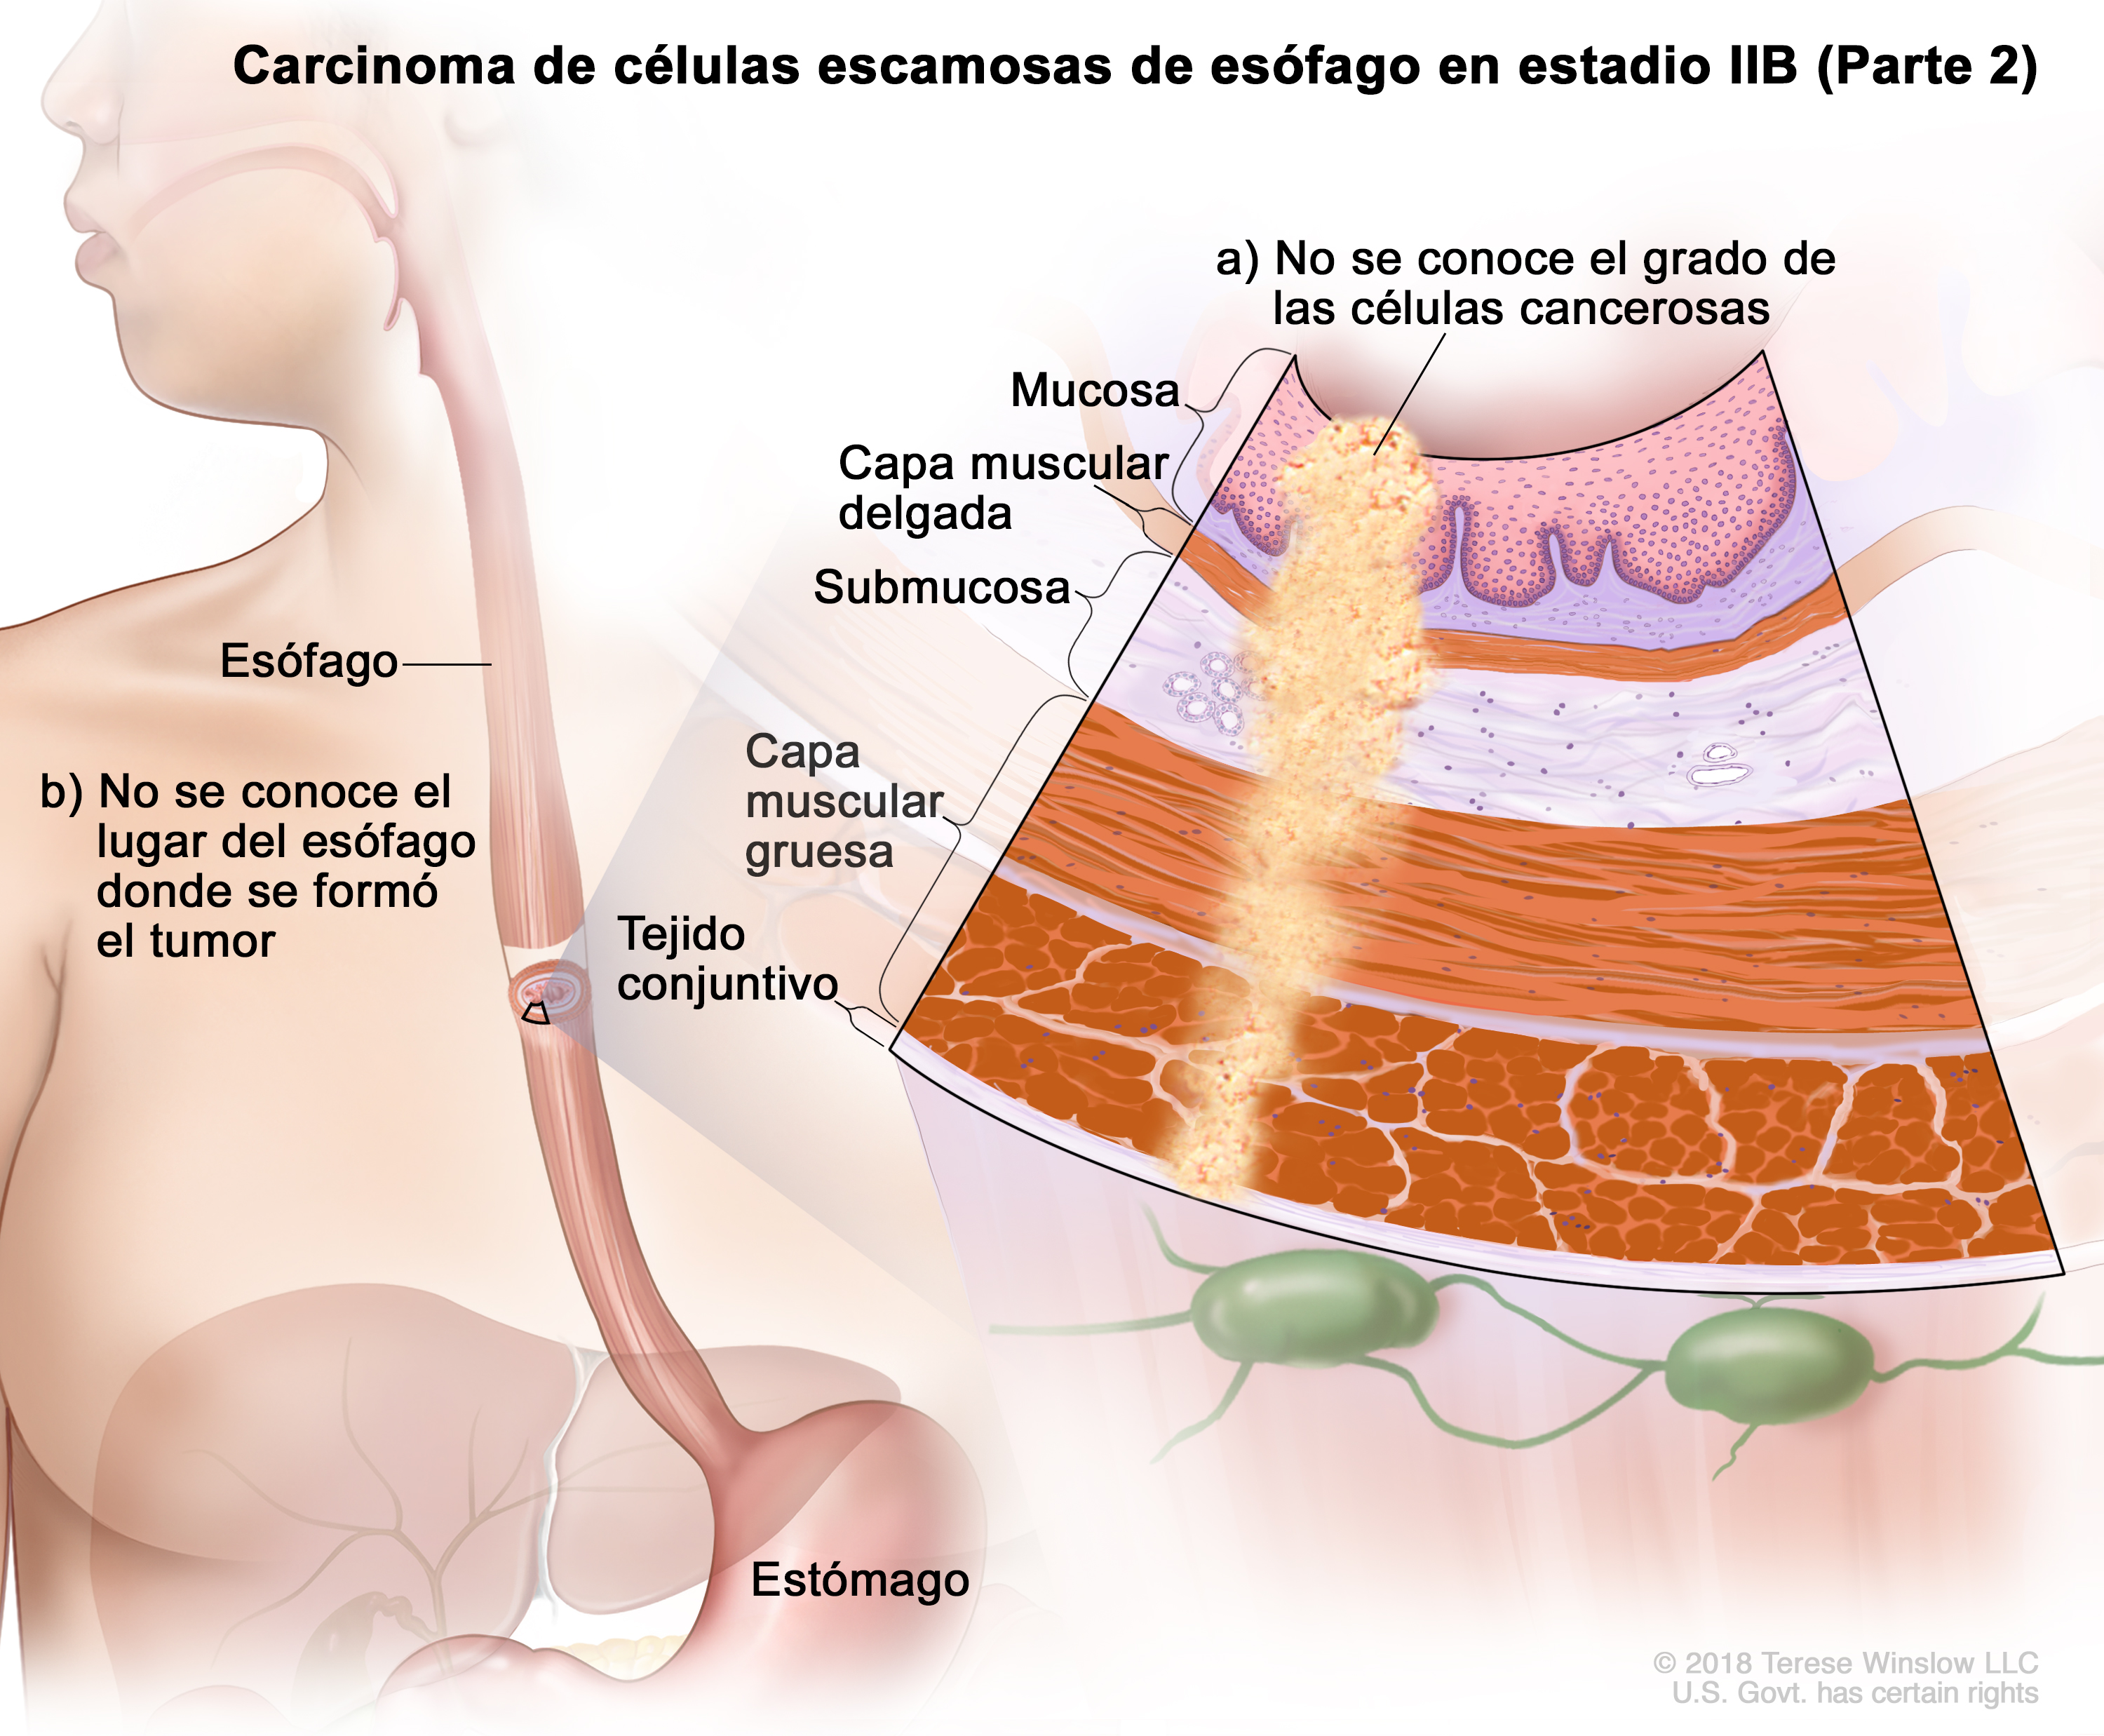 Carcinoma de células escamosas de esófago en estadio IIB (Parte 2)
a) No se conoce el grado de
las células cancerosas
Mucosa
Capa muscular
delgada
Submucosa
Esófago
Capa
muscular
gruesa
b) No se conoce el
lugar del esófago
donde se formó
el tumor
Tejido
conjuntivo
Estómago
© 2018 Terese Winslow LLC
U.S. Govt. has certain rights